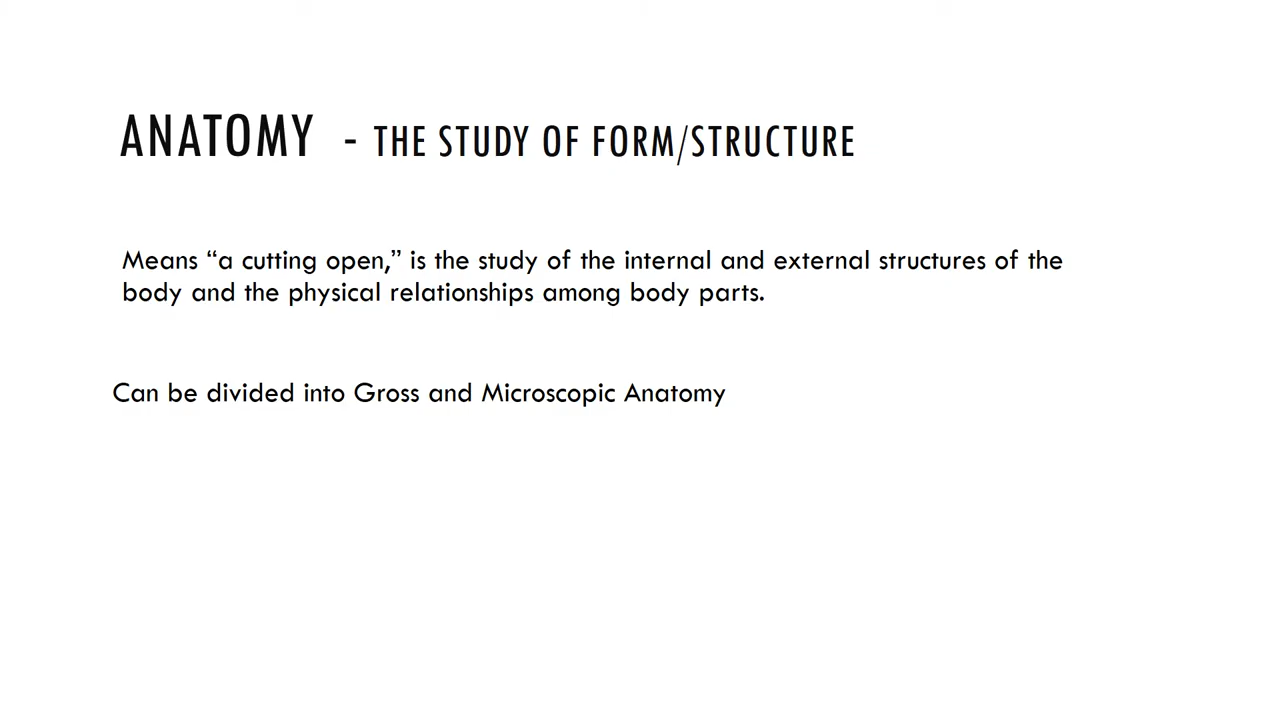 ANATOMY - THE STUDY OF FORM/STRUCTURE
Means “a cutting open,” is the study of the internal and external structures of the
body and the physical relationships among body parts.
Can be divided into Gross and Microscopic Anatomy